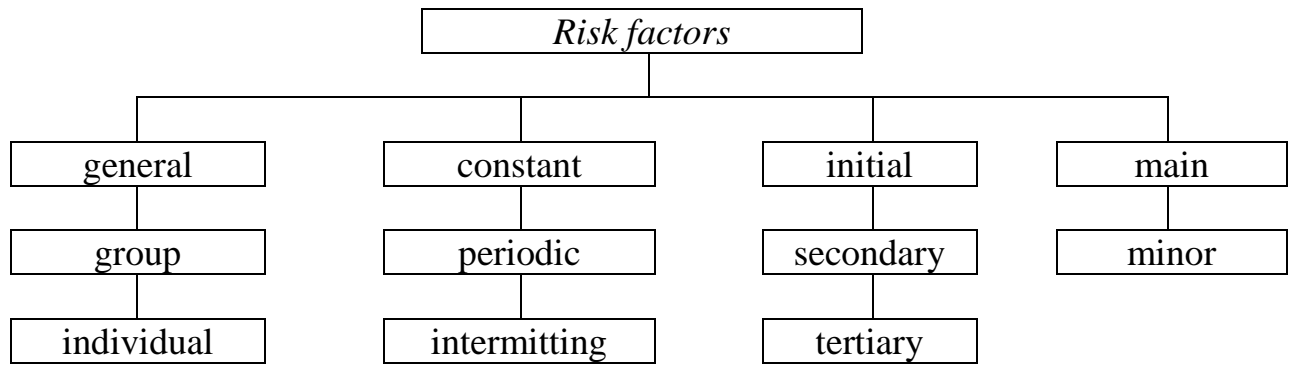 Risk factors
general
constant
initial
main
group
periodic
secondary
minor
individual
intermitting
tertiary